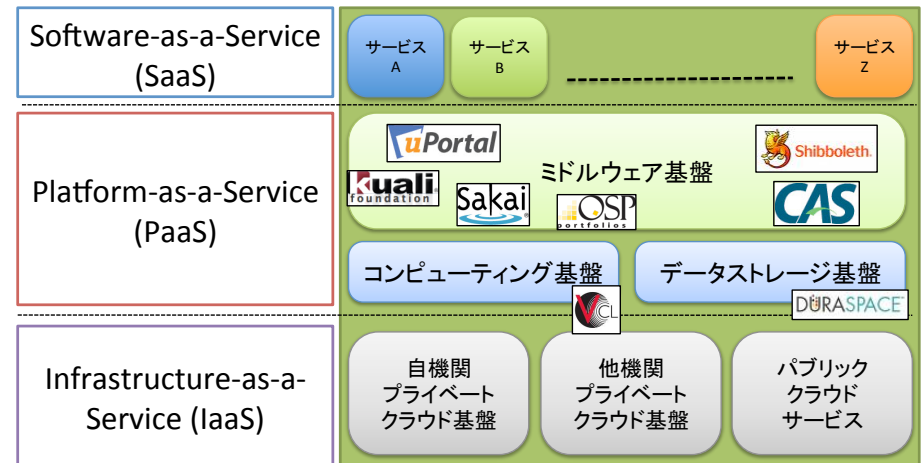 Software-as-a-Service
(SaaS)
サービス
A
サービス
B
サービス
Z
Platform-as-a-Service
(PaaS)
uPortal
Kuali
foundation
Sakai
ミドルウェア基盤
OSP
portfolios
Shibboleth.
CAS
コンピューティング基盤
VCL
データストレージ基盤
DURASPACE
Infrastructure-as-a-
Service (IaaS)
自機関
プライベート
クラウド基盤
他機関
プライベート
クラウド基盤
パブリック
クラウド
サービス